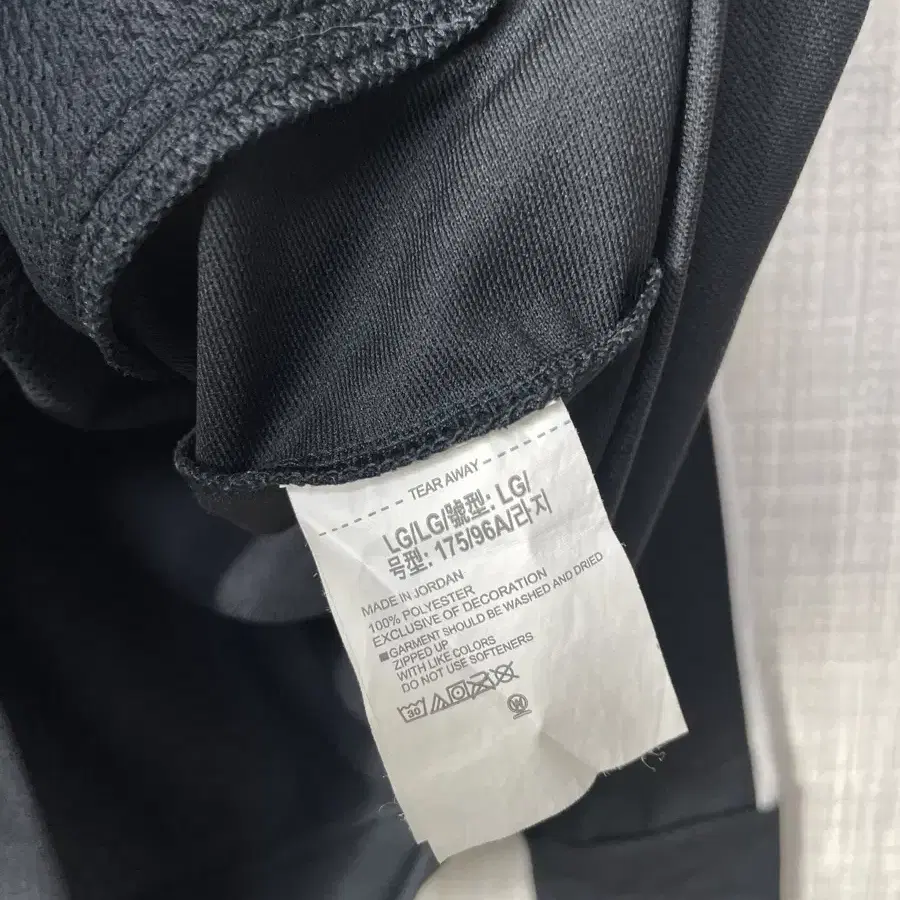 TEAR AWAY
LG/LG/號型: LG/
号型: 175/96A/라지
MADE IN JORDAN
100% POLYESTER
EXCLUSIVE OF DECORATION
■GARMENT SHOULD BE WASHED AND DRIED
ZIPPED UP
WITH LIKE COLORS
DO NOT USE SOFTENERS
30
W